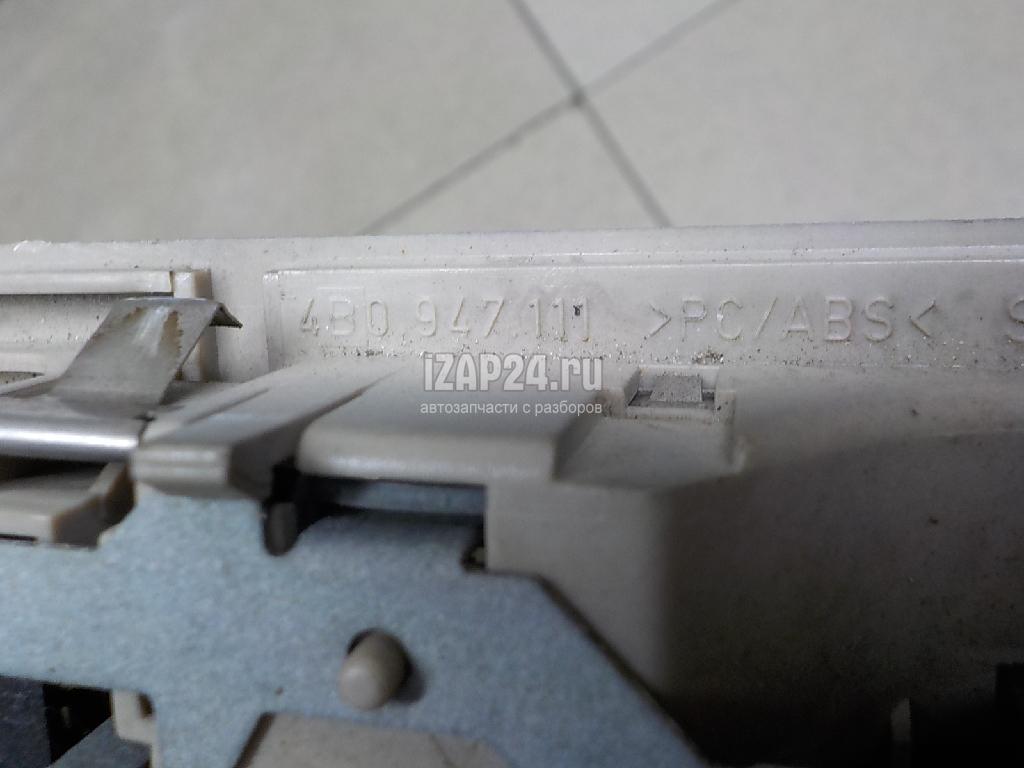 4B0 947 111 >PC/ABS< S
iZAP24.ru
автозапчасти с разборов